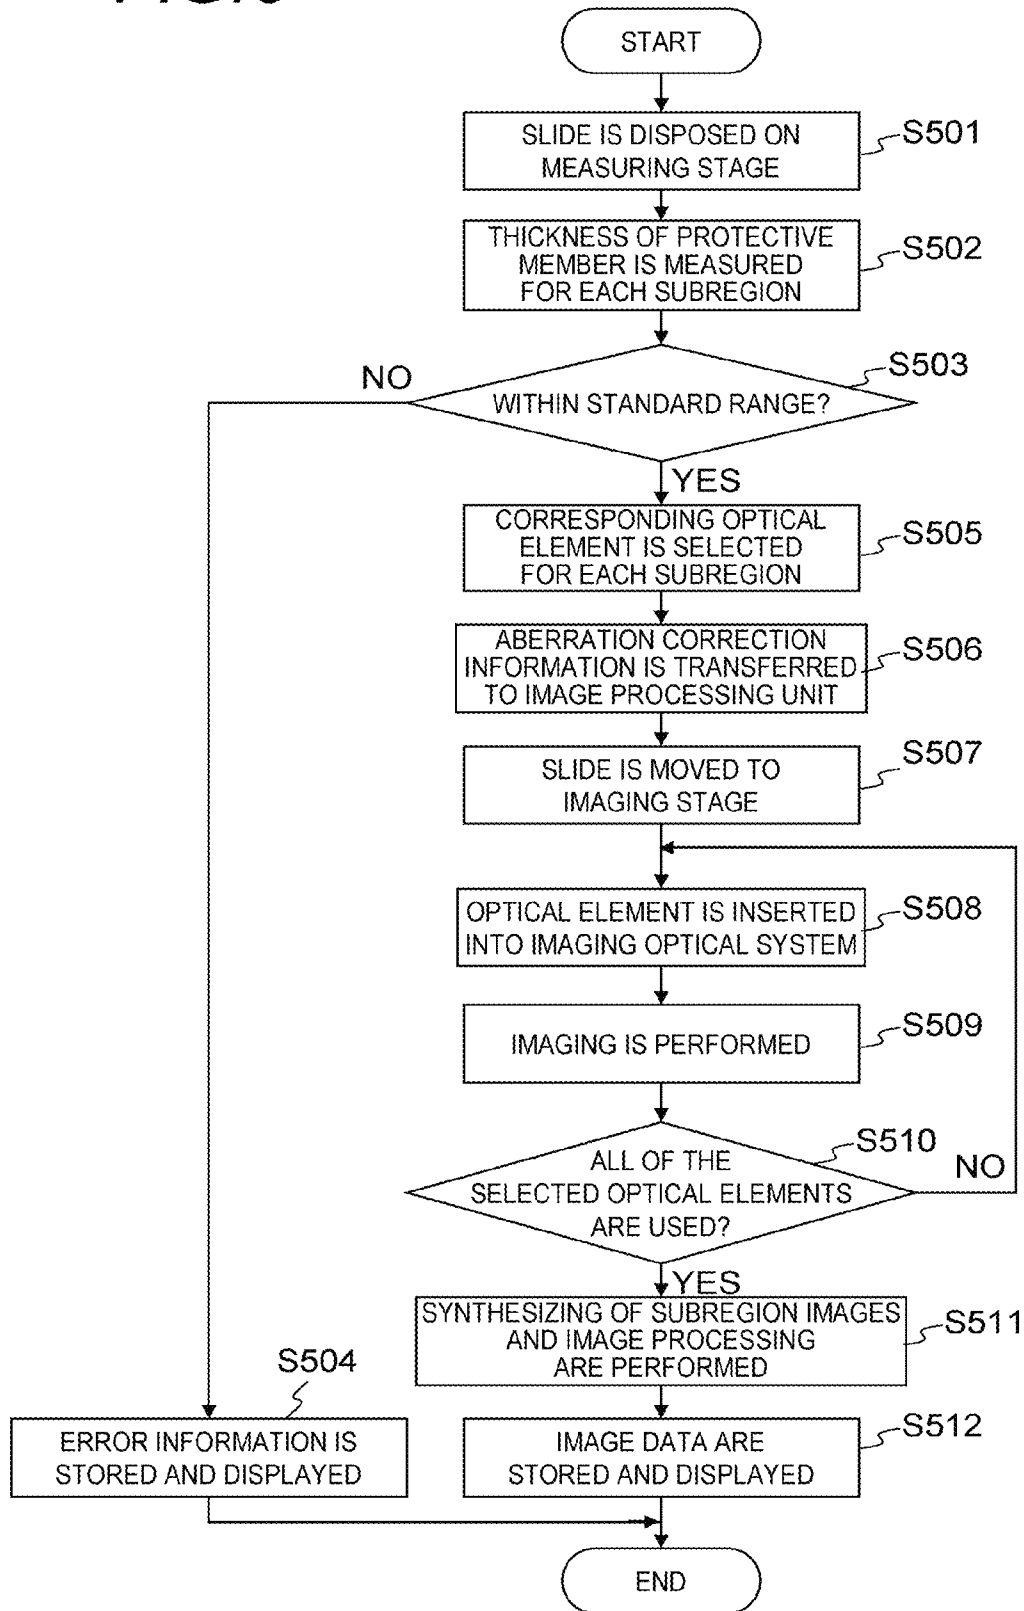 START
SLIDE IS DISPOSED ON
MEASURING STAGE
S501
THICKNESS OF PROTECTIVE
MEMBER IS MEASURED
FOR EACH SUBREGION
S502
S503
NO
WITHIN STANDARD RANGE?
YES
CORRESPONDING OPTICAL
ELEMENT IS SELECTED
FOR EACH SUBREGION
S505
ABERRATION CORRECTION
INFORMATION IS TRANSFERRED
TO IMAGE PROCESSING UNIT
S506
SLIDE IS MOVED TO
IMAGING STAGE
S507
OPTICAL ELEMENT IS INSERTED
INTO IMAGING OPTICAL SYSTEM
S508
IMAGING IS PERFORMED
S509
S510
ALL OF THE
SELECTED OPTICAL ELEMENTS
ARE USED?
NO
YES
SYNTHESIZING OF SUBREGION IMAGES
AND IMAGE PROCESSING
ARE PERFORMED
S511
S504
ERROR INFORMATION IS
STORED AND DISPLAYED
IMAGE DATA ARE
STORED AND DISPLAYED
S512
END